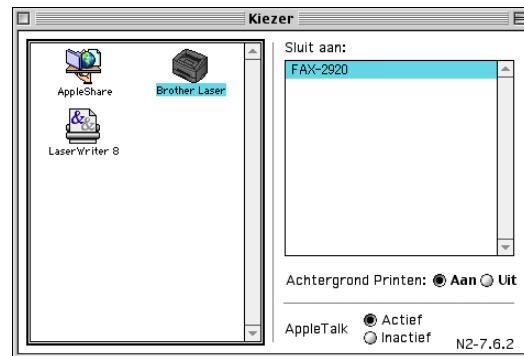 Kiezer
AppleShare
Brother Laser
LaserWriter 8
Sluit aan:
FAX-2920
Achtergrond Printen: Aan Uit
AppleTalk
Actief
Inactief
N2-7.6.2